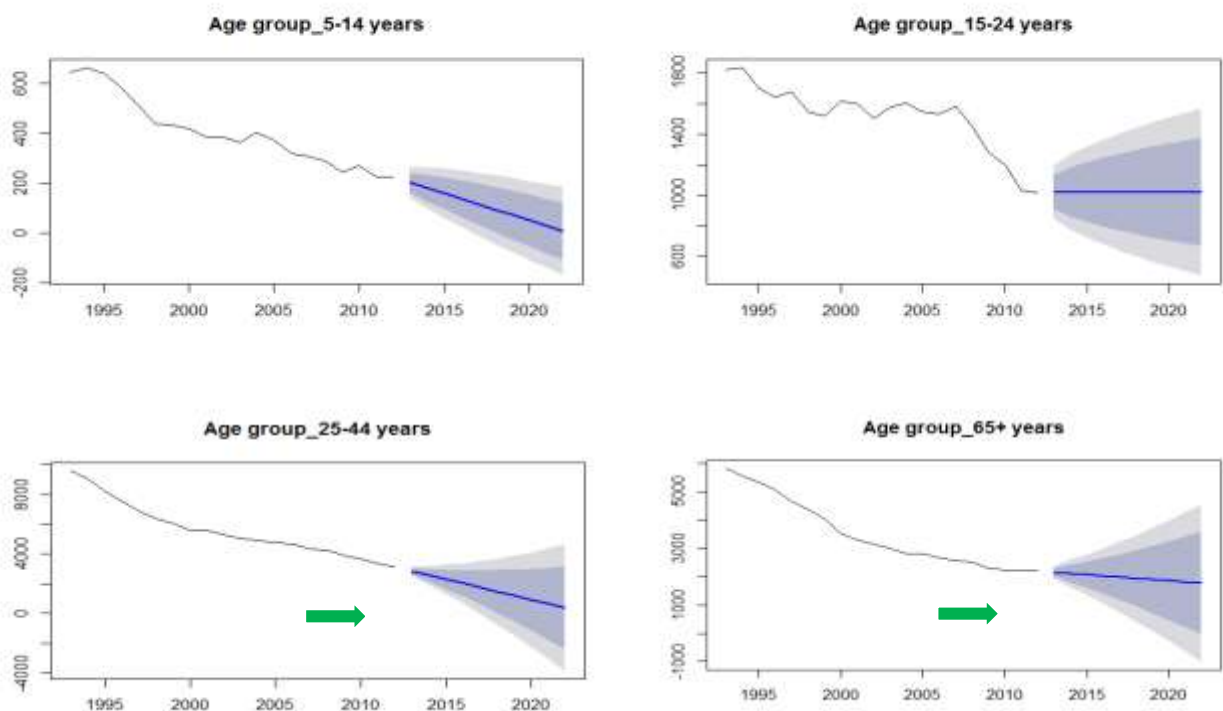 Age group_5-14 years
600
400
200
0
-200
1995 2000 2005 2010 2015 2020
Age group_15-24 years
1800
1400
1000
600
1995 2000 2005 2010 2015 2020
Age group_25-44 years
8000
4000
0
-4000
1995 2000 2005 2010 2015 2020
Age group_65+ years
5000
3000
1000
-1000
1995 2000 2005 2010 2015 2020